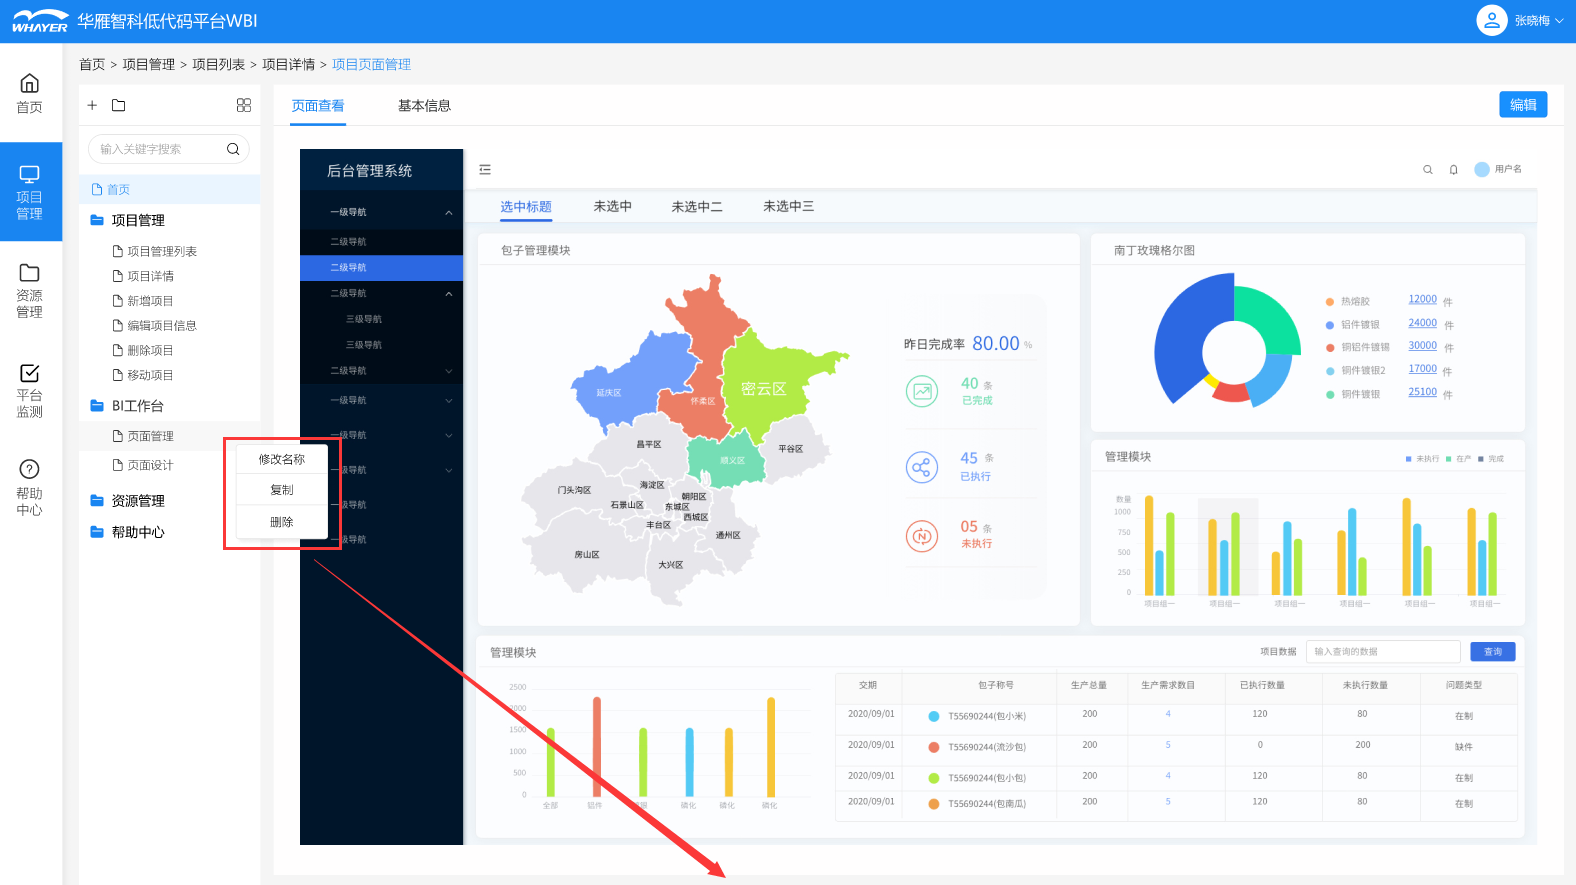 WHAYER 华雁智科低代码平台WBI
张晓梅
首页
项目
管理
资源
管理
平台
监测
帮助
中心
首页 > 项目管理 > 项目列表 > 项目详情 > 项目页面管理
输入关键字搜索
首页
项目管理
项目管理列表
项目详情
新增项目
编辑项目信息
删除项目
移动项目
BI工作台
页面管理
页面设计
资源管理
帮助中心
修改名称
复制
删除
页面查看 基本信息
编辑
后台管理系统
用户名
一级导航
二级导航
二级导航
二级导航
三级导航
三级导航
二级导航
一级导航
一级导航
一级导航
级导航
一级导航
选中标题 未选中 未选中二 未选中三
包子管理模块
延庆区
怀柔区
密云区
昌平区
顺义区
平谷区
门头沟区
海淀区
石景山区
朝阳区
东城区
西城区
丰台区
通州区
房山区
大兴区
昨日完成率 80.00 %
40 条
已完成
45 条
已执行
05 条
未执行
南丁玫瑰格尔图
热熔胶 12000 件
铝件镀银 24000 件
铜铝件镀锡 30000 件
铜件镀银2 17000 件
铜件镀银 25100 件
管理模块
未执行 在产 完成
数量
1000
750
500
250
0
项目组一 项目组一 项目组一 项目组一 项目组一 项目组一
管理模块
项目数据 输入查询的数据 查询
2500
2000
1500
1000
500
0
全部 铝件 磷化 磷化 磷化
交期 包子称号 生产总量 生产需求数目 已执行数量 未执行数量 问题类型
2020/09/01 T55690244(包小米) 200 4 120 80 在制
2020/09/01 T55690244(流沙包) 200 5 0 200 缺件
2020/09/01 T55690244(包小包) 200 4 120 80 在制
2020/09/01 T55690244(包南瓜) 200 5 120 80 在制